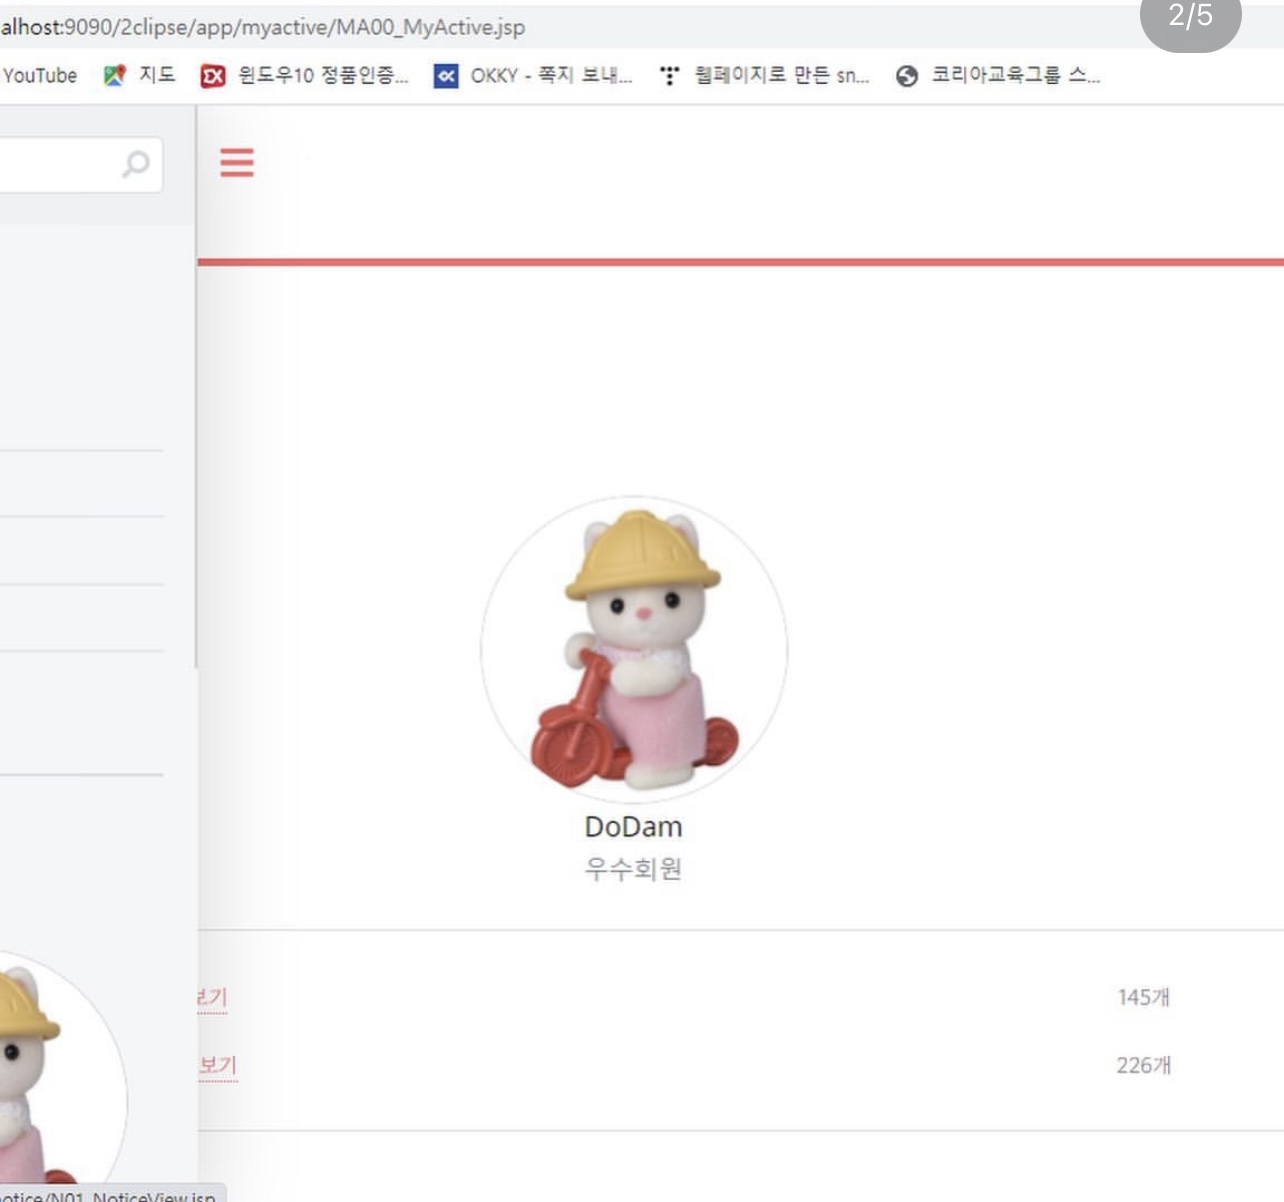 alhost:9090/2clipse/app/myactive/MA00_MyActive.jsp
2/5
YouTube 지도 윈도우10 정품인증... OKKY - 쪽지 보내... 웹페이지로 만든 sn... 코리아교육그룹 스...
DoDam
우수회원
보기 145개
보기 226개
notice/N01_NoticeView.jsp